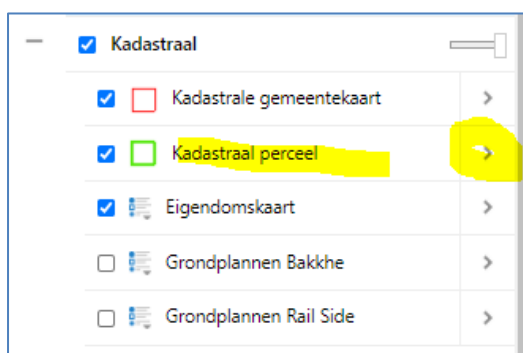 Kadastraal
Kadastrale gemeentekaart
Kadastraal perceel
Eigendomskaart
Grondplannen Bakkhe
Grondplannen Rail Side